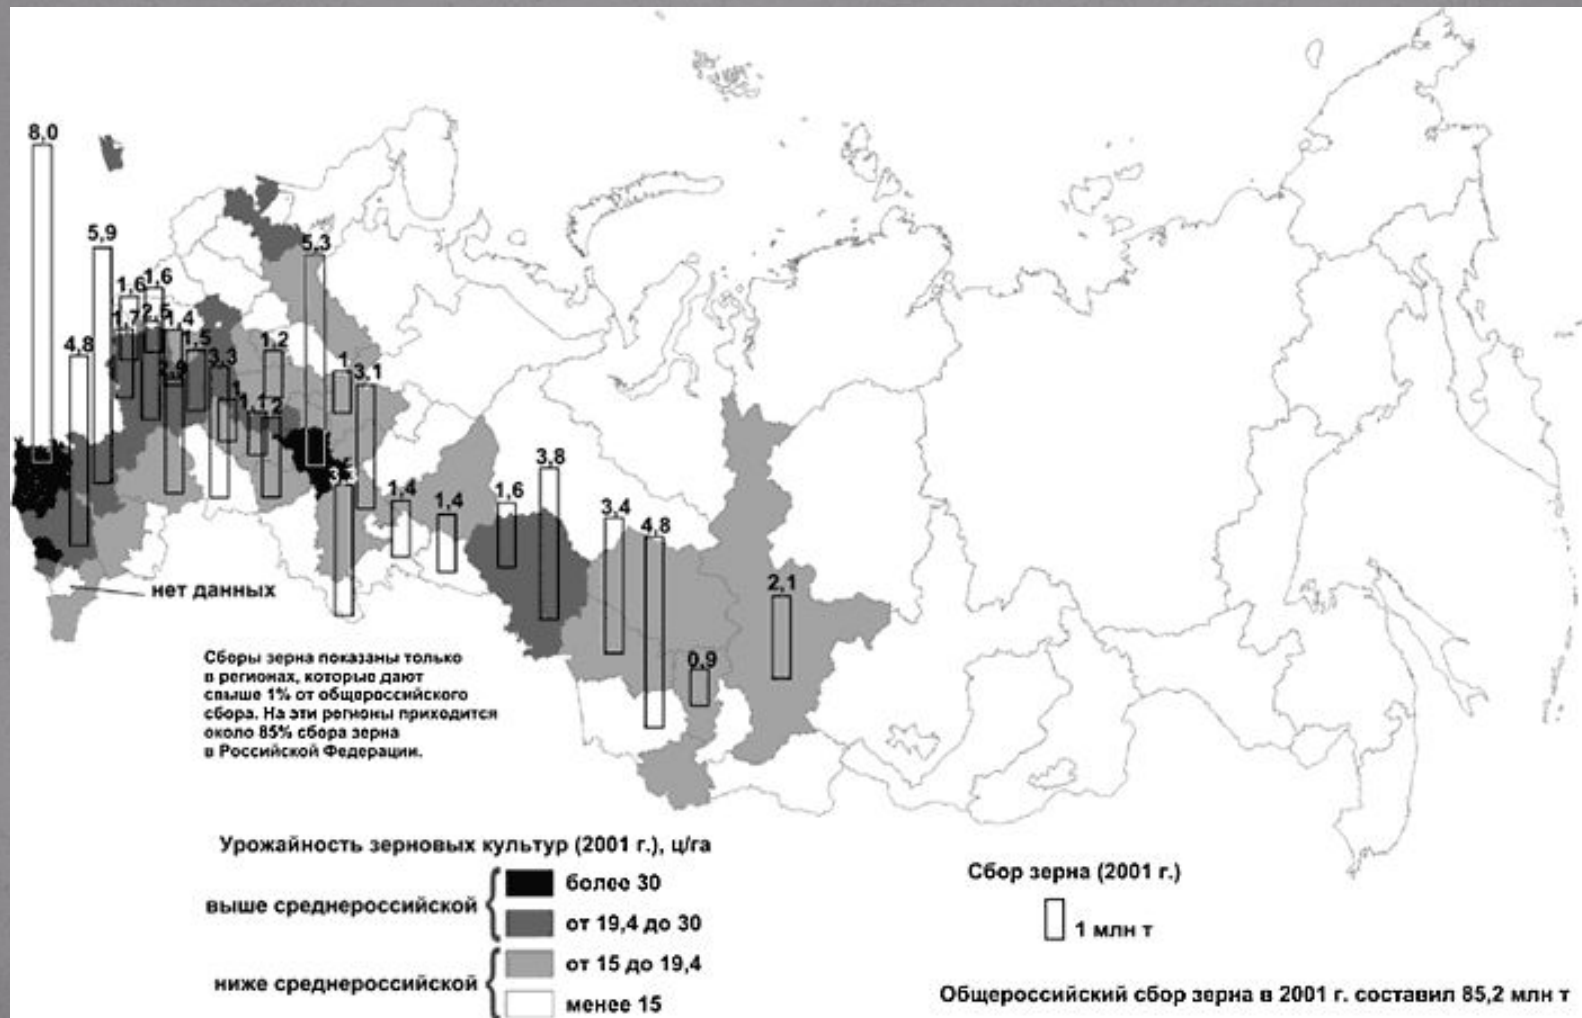 8,0
5,9
5,3
1,6
1,6
1,7
2,5
1,4
4,8
1,5
1,2
3,3
1
3,1
2,9
1
1
1,1
2
3,3
3,8
1,4
1,4
1,6
3,4
4,8
2,1
0,9
нет данных
Сборы зерна показаны только
в регионах, которые дают
свыше 1% от общероссийского
сбора. На эти регионы приходится
около 85% сбора зерна
в Российской Федерации.
Урожайность зерновых культур (2001 г.), ц/га
выше среднероссийской
более 30
от 19,4 до 30
ниже среднероссийской
от 15 до 19,4
менее 15
Сбор зерна (2001 г.)
1 млн т
Общероссийский сбор зерна в 2001 г. составил 85,2 млн т